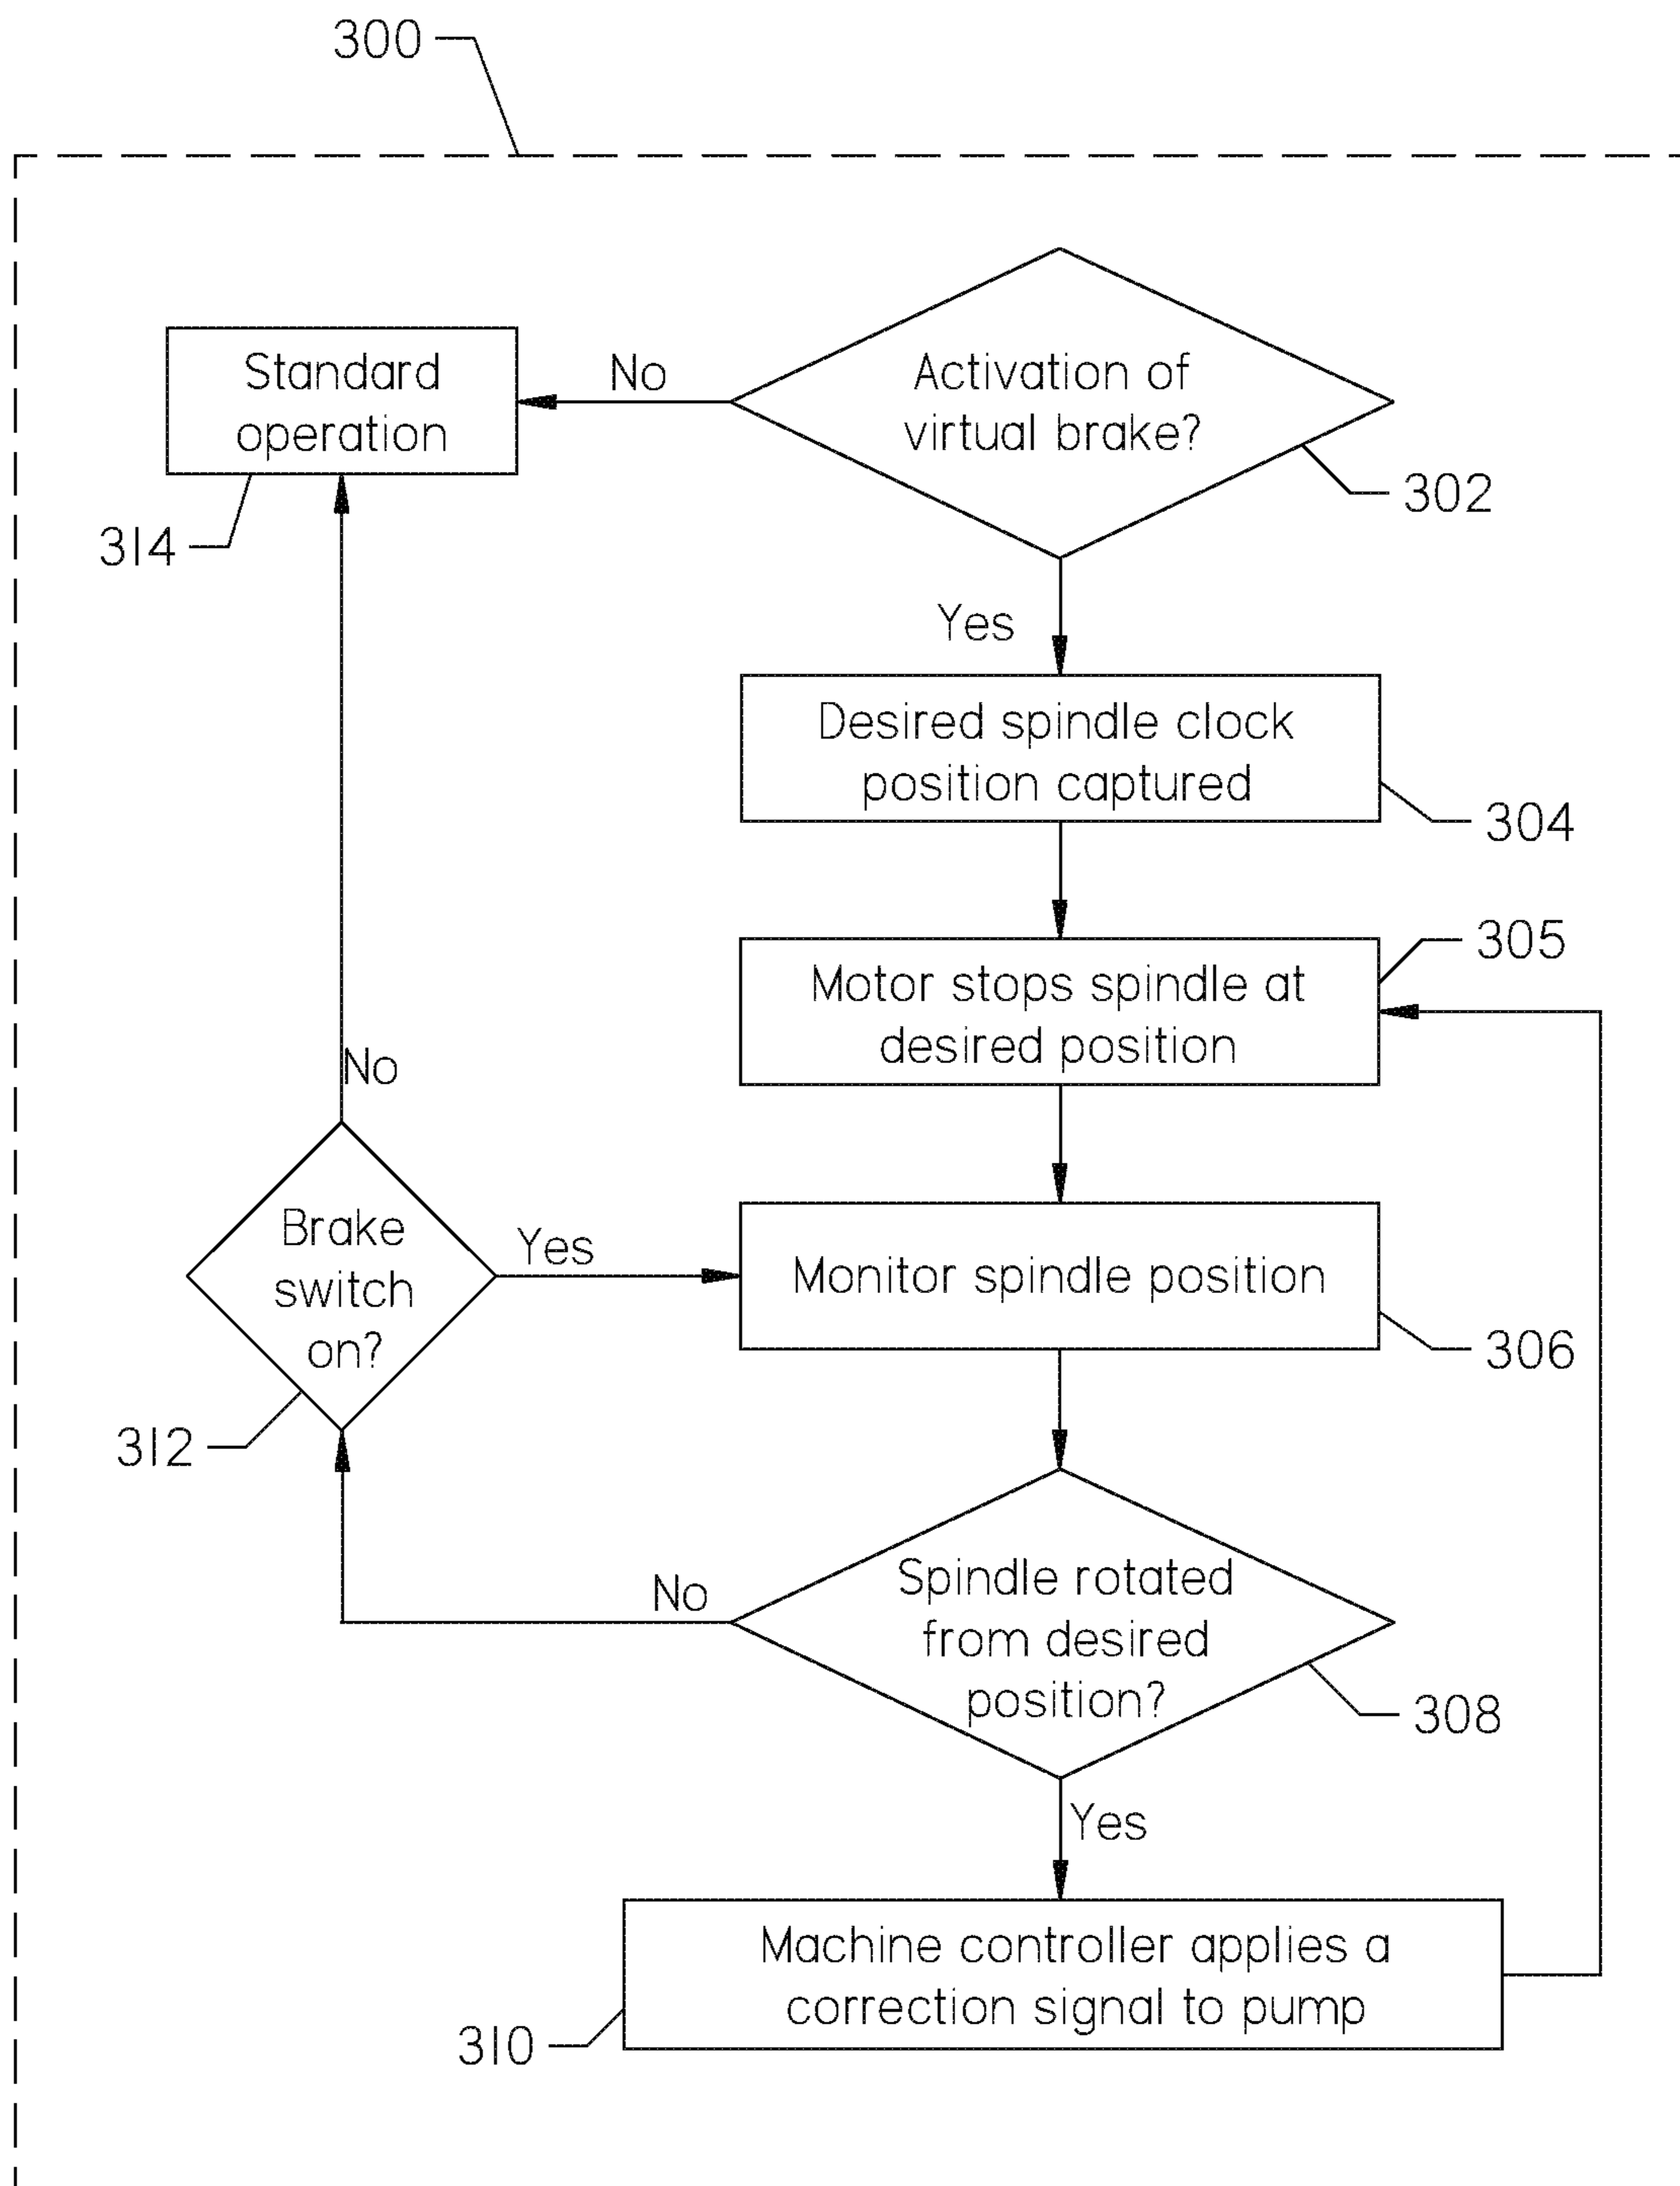 300
Standard
operation
314
No
Activation of
virtual brake?
302
Yes
Desired spindle clock
position captured
304
Motor stops spindle at
desired position
305
No
Brake
switch
on?
312
Yes
Monitor spindle position
306
No
Spindle rotated
from desired
position?
308
Yes
Machine controller applies a
correction signal to pump
310